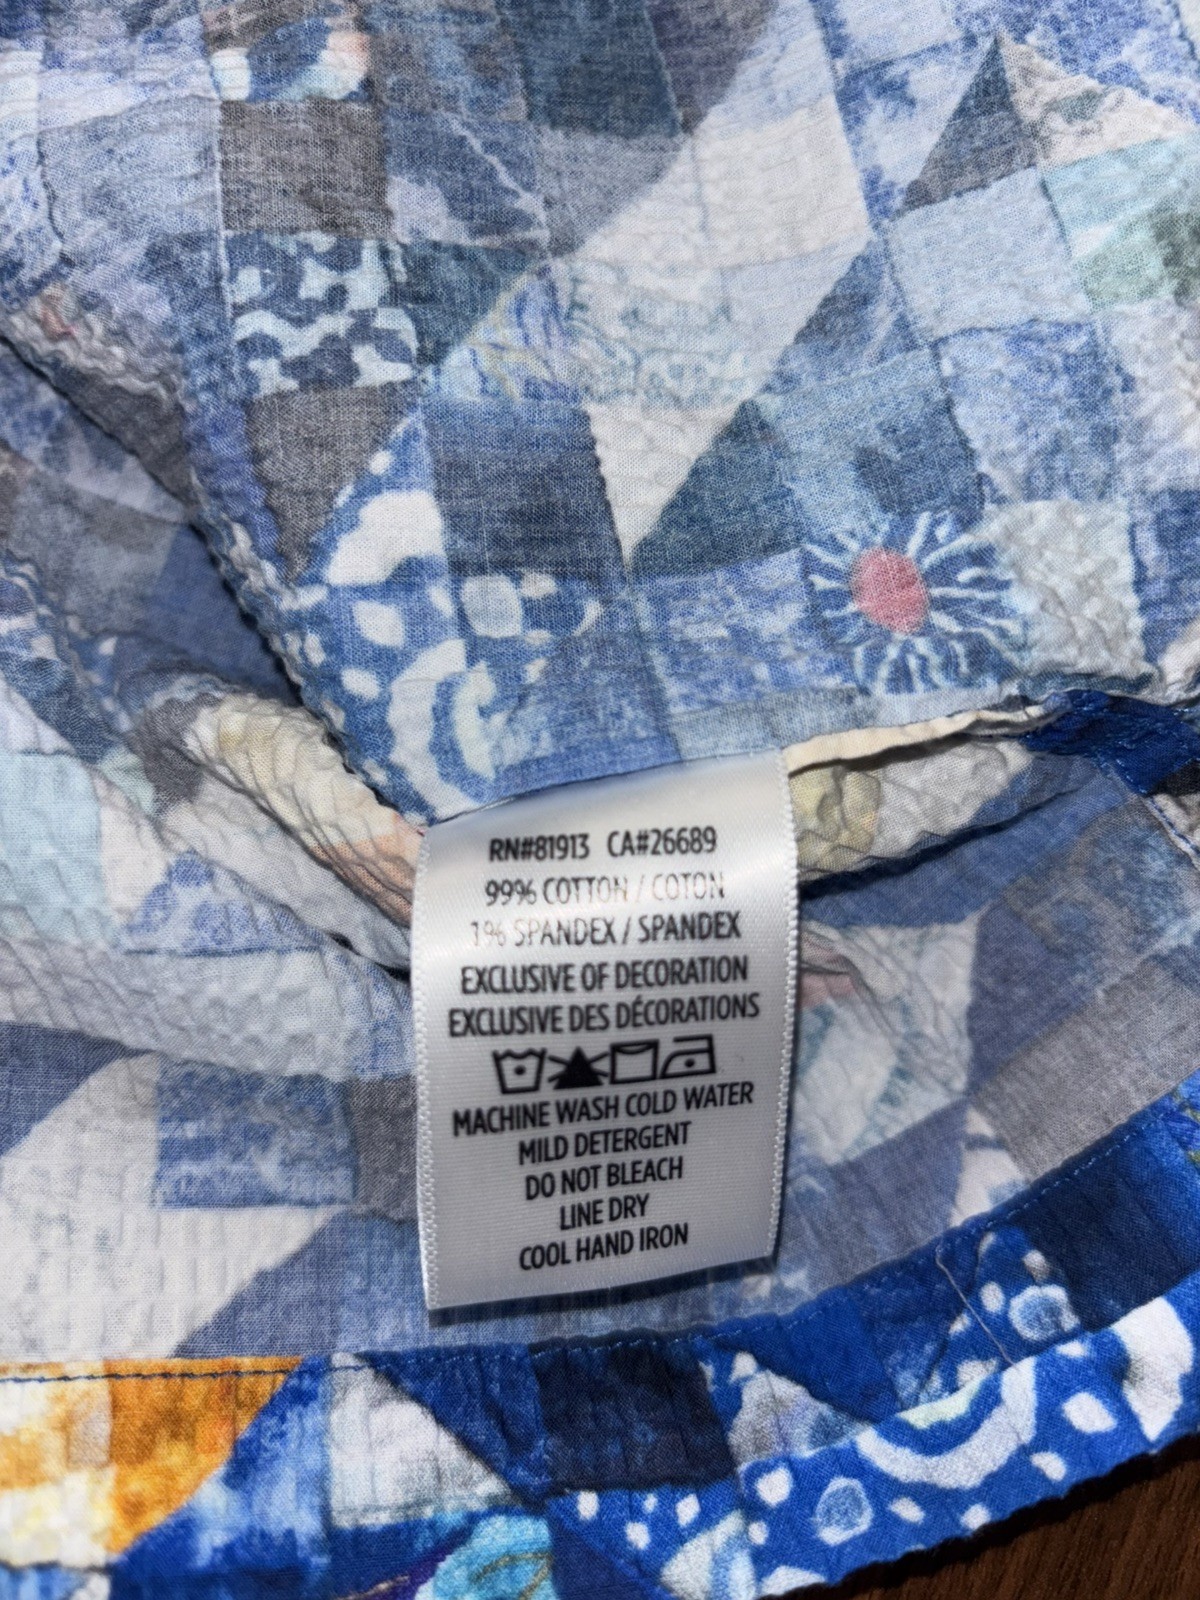 RN#81913 CA#26689
99% COTTON / COTON
1% SPANDEX / SPANDEX
EXCLUSIVE OF DECORATION
EXCLUSIVE DES DÉCORATIONS
MACHINE WASH COLD WATER
MILD DETERGENT
DO NOT BLEACH
LINE DRY
COOL HAND IRON